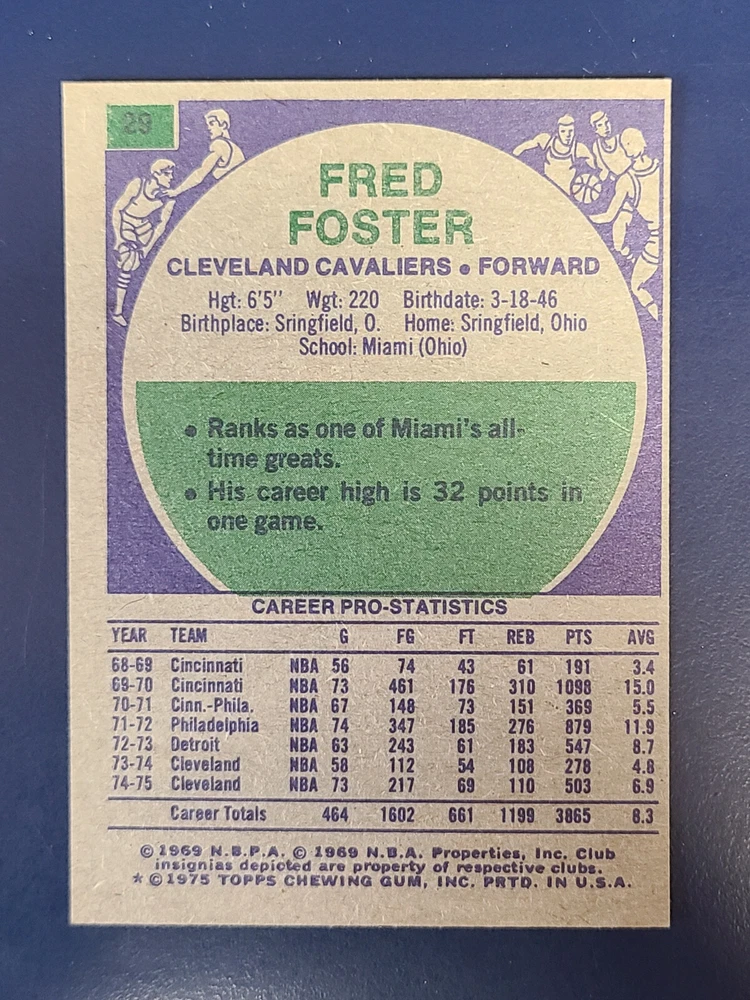 29
FRED
FOSTER
CLEVELAND CAVALIERS • FORWARD
Hgt: 6'5" Wgt: 220 Birthdate: 3-18-46
Birthplace: Sringfield, O. Home: Sringfield, Ohio
School: Miami (Ohio)
• Ranks as one of Miami's all-
time greats.
• His career high is 32 points in
one game.
CAREER PRO-STATISTICS
YEAR TEAM G FG FT REB PTS AVG
68-69 Cincinnati NBA 56 74 43 61 191 3.4
69-70 Cincinnati NBA 73 461 176 310 1098 15.0
70-71 Cinn.-Phila. NBA 67 148 73 151 369 5.5
71-72 Philadelphia NBA 74 347 185 276 879 11.9
72-73 Detroit NBA 63 243 61 183 547 8.7
73-74 Cleveland NBA 58 112 54 108 278 4.8
74-75 Cleveland NBA 73 217 69 110 503 6.9
Career Totals 464 1602 661 1199 3865 8.3
© 1969 N.B.P.A. © 1969 N.B.A. Properties, Inc. Club
insignias depicted are property of respective clubs.
* © 1975 TOPPS CHEWING GUM, INC. PRTD. IN U.S.A.